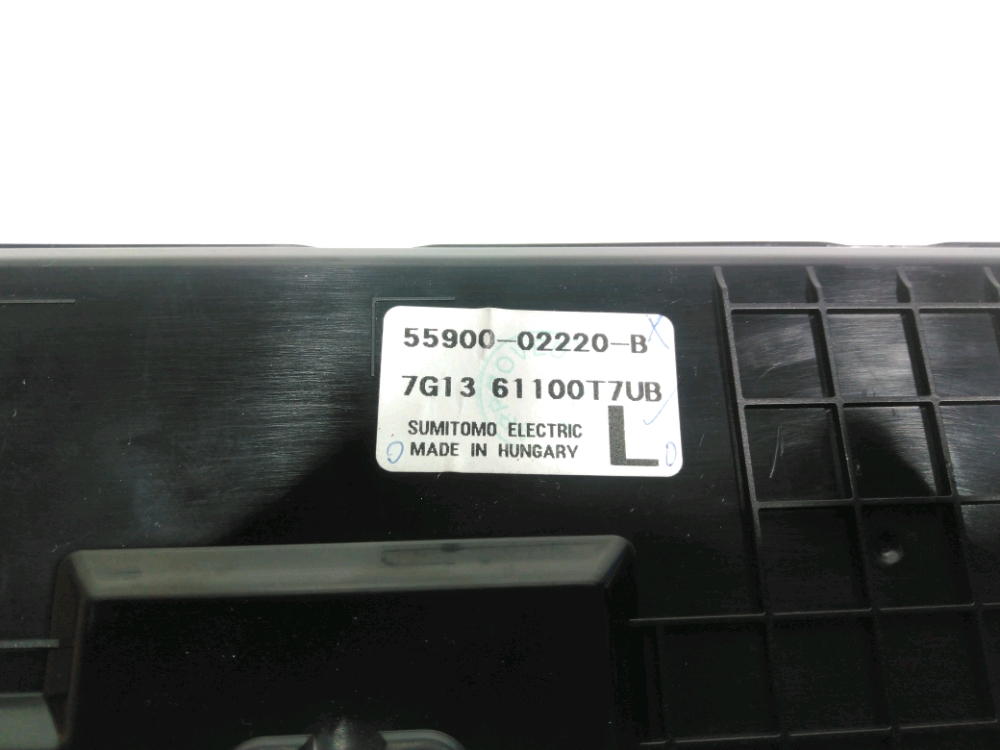 55900-02220-B
7G13 61100T7UB
SUMITOMO ELECTRIC
MADE IN HUNGARY
L